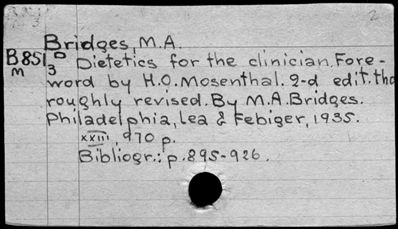 Bridges, M.A.
B851 D Dietetics for the clinician. Fore-
m 3 word by H.O. Mosenthal. 2-d edit. tho
roughly revised. By M.A. Bridges.
Philadelphia, Lea & Febiger, 1935.
xxiii, 970 p.
Bibliogr.: p. 895-926.